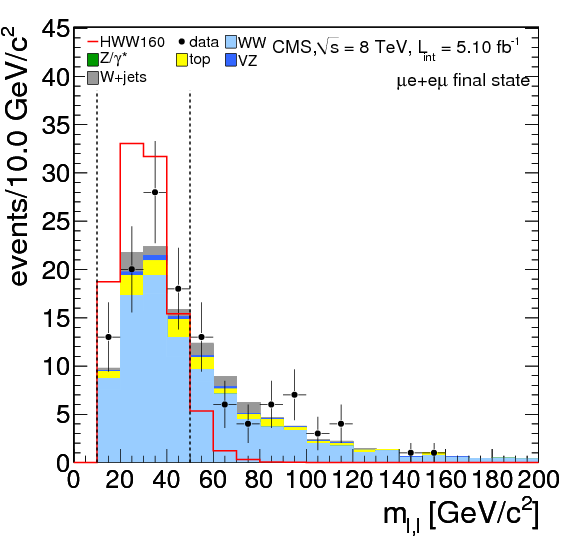 45
40
35
30
25
20
15
10
5
0
events/10.0 GeV/c²
HWW160
data
WW
Z/γ*
top
VZ
W+jets
CMS,√s = 8 TeV, L_int = 5.10 fb⁻¹
μe+eμ final state
0 20 40 60 80 100 120 140 160 180 200
m_l,l [GeV/c²]